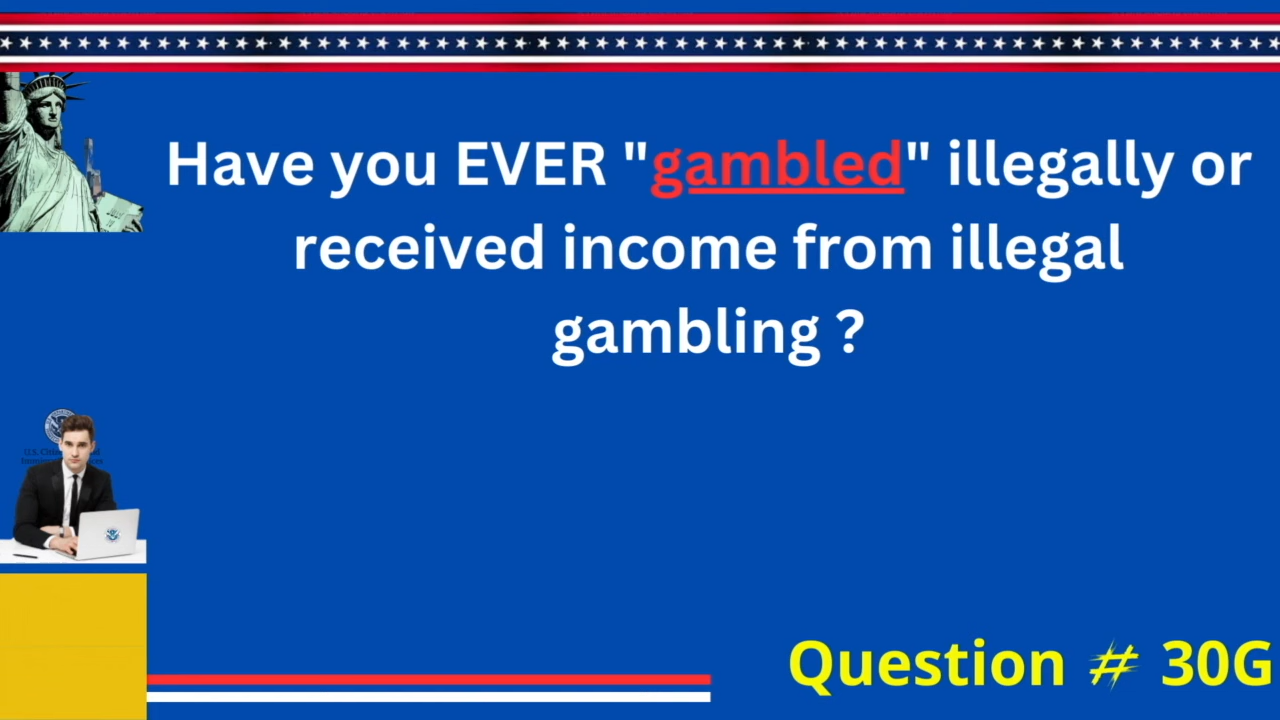 Have you EVER "gambled" illegally or
received income from illegal
gambling ?
Question # 30G